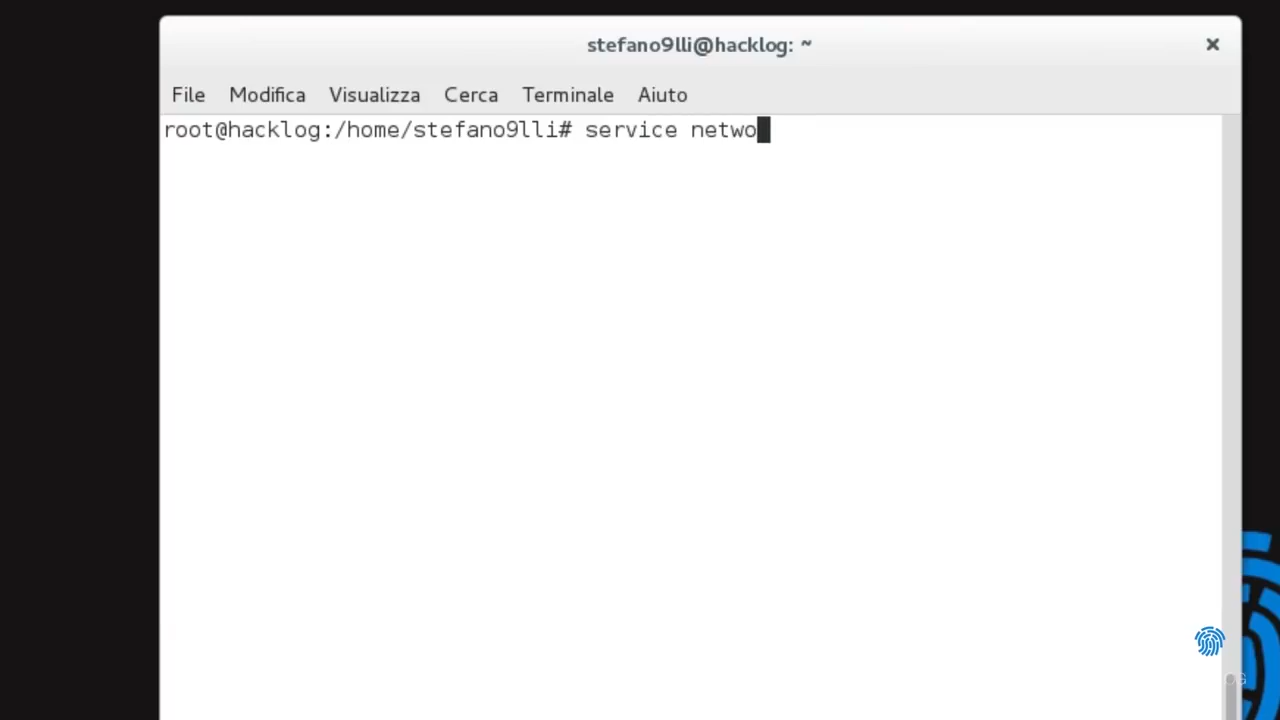 stefano9lli@hacklog: ~
File Modifica Visualizza Cerca Terminale Aiuto
root@hacklog:/home/stefano9lli# service netwo